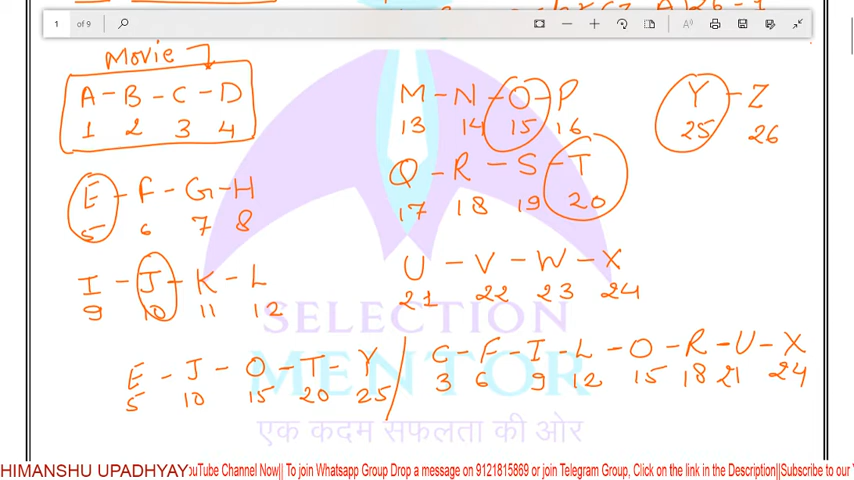 1 of 9
Movie
A - B - C - D
1 2 3 4
E - F - G - H
5 6 7 8
I - J - K - L
9 10 11 12
M - N - O - P
13 14 15 16
Q - R - S - T
17 18 19 20
U - V - W - X
21 22 23 24
Y - Z
25 26
E - J - O - T - Y / C - F - I - L - O - R - U - X
5 10 15 20 25 3 6 9 12 15 18 21 24
SELECTION
MENTOR
एक कदम सफलता की ओर
HIMANSHU UPADHYAY ouTube Channel Now|| To join Whatsapp Group Drop a message on 9121815869 or join Telegram Group, Click on the link in the Description||Subscribe to our